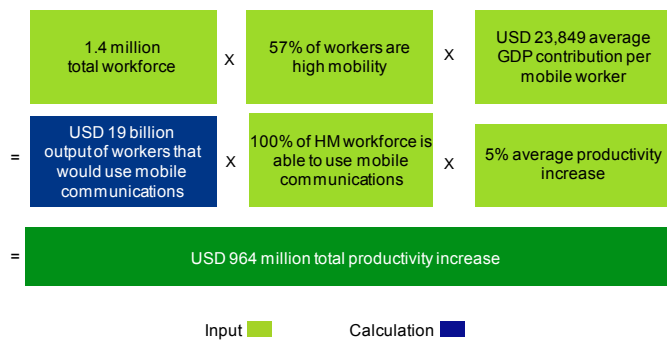 1.4 million
total workforce
X
57% of workers are
high mobility
X
USD 23,849 average
GDP contribution per
mobile worker
=
USD 19 billion
output of workers that
would use mobile
communications
X
100% of HM workforce is
able to use mobile
communications
X
5% average productivity
increase
=
USD 964 million total productivity increase
Input
Calculation